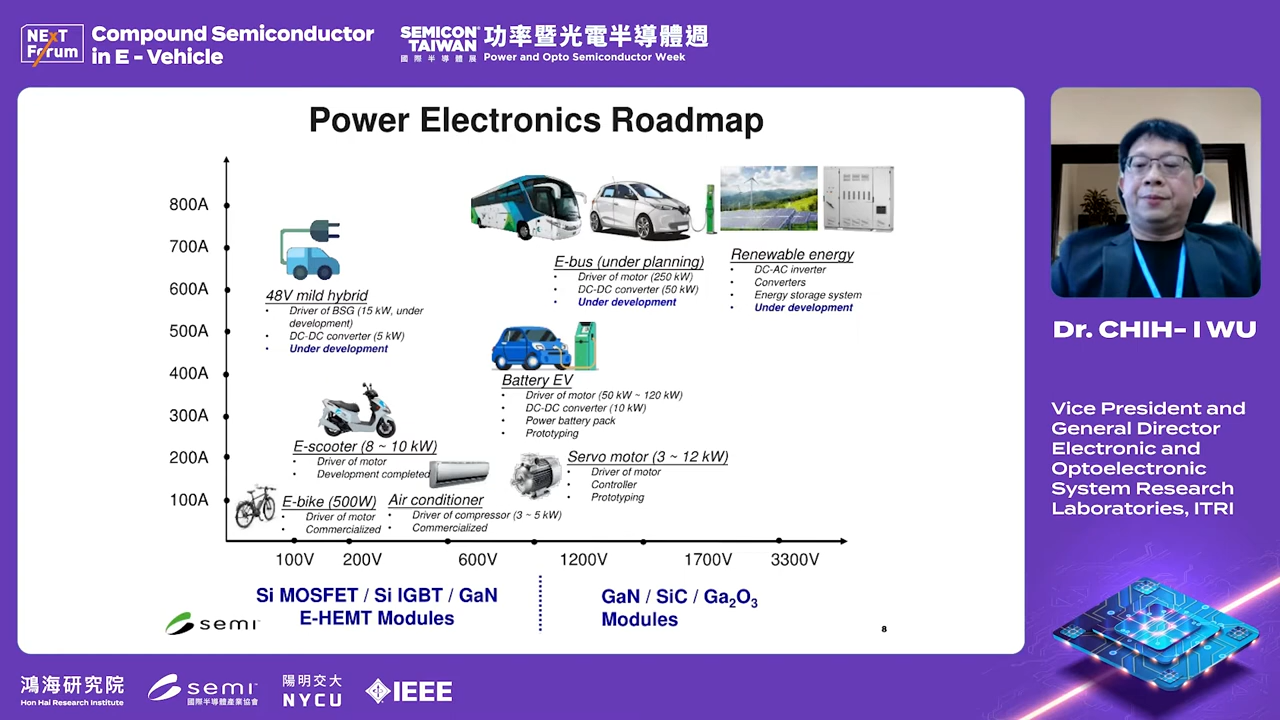 NEXT
Forum
Compound Semiconductor
in E - Vehicle
SEMICON
TAIWAN
國際半導體展
功率暨光電半導體週
Power and Opto Semiconductor Week
Power Electronics Roadmap
800A
700A
600A
500A
400A
300A
200A
100A
48V mild hybrid
• Driver of BSG (15 kW, under
development)
• DC-DC converter (5 kW)
• Under development
E-bus (under planning)
• Driver of motor (250 kW)
• DC-DC converter (50 kW)
• Under development
Renewable energy
• DC-AC inverter
• Converters
• Energy storage system
• Under development
Battery EV
• Driver of motor (50 kW ~ 120 kW)
• DC-DC converter (10 kW)
• Power battery pack
• Prototyping
E-scooter (8 ~ 10 kW)
• Driver of motor
• Development completed
Servo motor (3 ~ 12 kW)
• Driver of motor
• Controller
• Prototyping
E-bike (500W)
• Driver of motor
• Commercialized
Air conditioner
• Driver of compressor (3 ~ 5 kW)
• Commercialized
100V 200V 600V 1200V 1700V 3300V
Si MOSFET / Si IGBT / GaN
E-HEMT Modules
GaN / SiC / Ga₂O₃
Modules
semi
8
Dr. CHIH- I WU
Vice President and
General Director
Electronic and
Optoelectronic
System Research
Laboratories, ITRI
鴻海研究院
Hon Hai Research Institute
semi
國際半導體產業協會
陽明交大
NYCU
IEEE